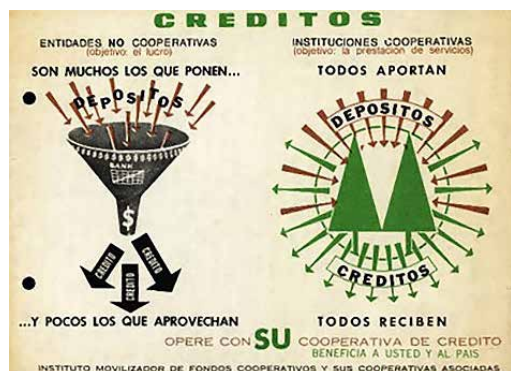 CREDITOS
ENTIDADES NO COOPERATIVAS
(objetivo: el lucro)
SON MUCHOS LOS QUE PONEN...
DEPOSITOS
BANK
$
CREDITO
CREDITO
CREDITO
...Y POCOS LOS QUE APROVECHAN
INSTITUCIONES COOPERATIVAS
(objetivo: la prestación de servicios)
TODOS APORTAN
DEPOSITOS
CREDITOS
TODOS RECIBEN
OPERE CON SU COOPERATIVA DE CREDITO
BENEFICIA A USTED Y AL PAIS
INSTITUTO MOVILIZADOR DE FONDOS COOPERATIVOS Y SUS COOPERATIVAS ASOCIADAS